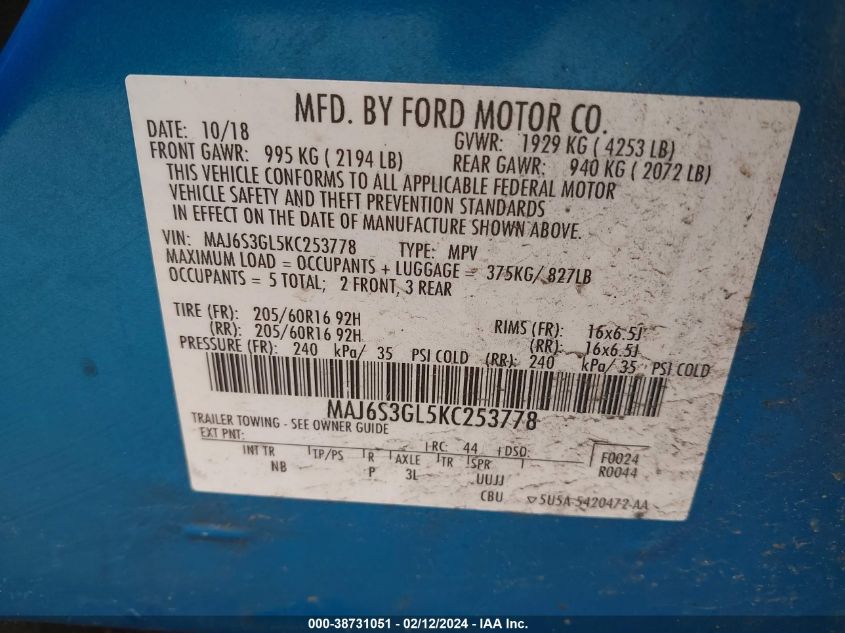 MFD. BY FORD MOTOR CO.
DATE: 10/18 GVWR: 1929 KG ( 4253 LB)
FRONT GAWR: 995 KG ( 2194 LB) REAR GAWR: 940 KG ( 2072 LB)
THIS VEHICLE CONFORMS TO ALL APPLICABLE FEDERAL MOTOR
VEHICLE SAFETY AND THEFT PREVENTION STANDARDS
IN EFFECT ON THE DATE OF MANUFACTURE SHOWN ABOVE.
VIN: MAJ6S3GL5KC253778 TYPE: MPV
MAXIMUM LOAD = OCCUPANTS + LUGGAGE = 375KG/ 827LB
OCCUPANTS = 5 TOTAL; 2 FRONT, 3 REAR
TIRE (FR): 205/60R16 92H RIMS (FR): 16x6.5J
(RR): 205/60R16 92H (RR): 16x6.5J
PRESSURE (FR): 240 kPa/ 35 PSI COLD (RR): 240 kPa/ 35 PSI COLD
MAJ6S3GL5KC253778
TRAILER TOWING - SEE OWNER GUIDE
EXT PNT: RC: 44 DSO: F0024
INT TR TP/PS R AXLE TR SPR R0044
NB P 3L UUJJ
CBU 5U5A-5420472-AA
000-38731051 - 02/12/2024 - IAA Inc.